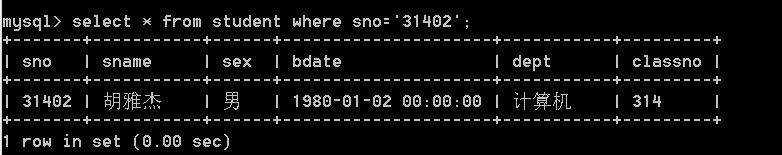 mysql> select * from student where sno='31402';
+-------+--------+------+---------------------+--------+---------+
| sno   | sname  | sex  | bdate               | dept   | classno |
+-------+--------+------+---------------------+--------+---------+
| 31402 | 胡雅杰 | 男   | 1980-01-02 00:00:00 | 计算机 | 314     |
+-------+--------+------+---------------------+--------+---------+
1 row in set (0.00 sec)